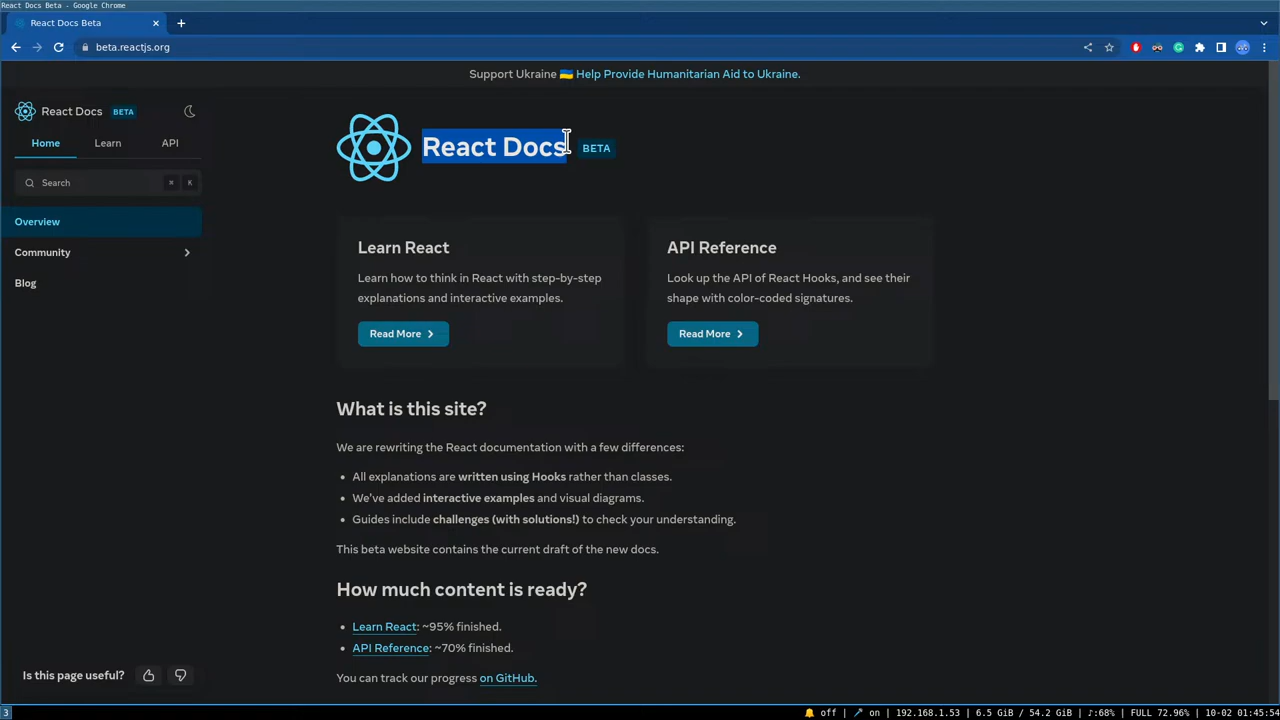 React Docs Beta - Google Chrome
React Docs Beta
beta.reactjs.org
Support Ukraine 🇺🇦 Help Provide Humanitarian Aid to Ukraine.
React Docs BETA
Home Learn API
Search ⌘ K
Overview
Community
Blog
React Docs BETA
Learn React
Learn how to think in React with step-by-step
explanations and interactive examples.
Read More
API Reference
Look up the API of React Hooks, and see their
shape with color-coded signatures.
Read More
What is this site?
We are rewriting the React documentation with a few differences:
• All explanations are written using Hooks rather than classes.
• We've added interactive examples and visual diagrams.
• Guides include challenges (with solutions!) to check your understanding.
This beta website contains the current draft of the new docs.
How much content is ready?
• Learn React: ~95% finished.
• API Reference: ~70% finished.
You can track our progress on GitHub.
Is this page useful?
3
off | on | 192.168.1.53 | 6.5 GiB / 54.2 GiB | ♪:68% | FULL 72.96% | 10-02 01:45:54